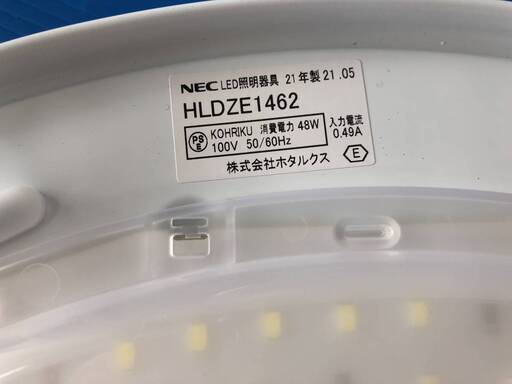 NEC LED照明器具 21年製 21.05
HLDZE1462
PS E KOHRIKU 消費電力 48W 入力電流
100V 50/60Hz 0.49A
株式会社ホタルクス E